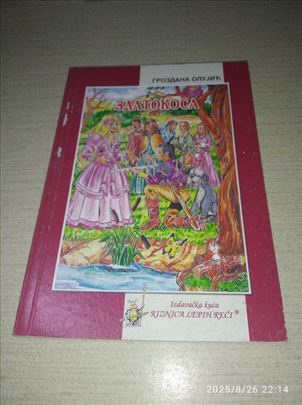 ГРОЗДАНА ОЛУЈИЋ
ЗЛАТОКОСА
Izdavačka kuća
RIZNICA LEPIH REČI®
2025/8/26 22:14